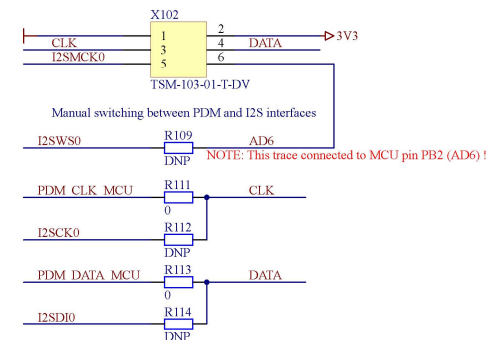 X102
1 2 3V3
CLK 3 4 DATA
I2SMCK0 5 6
TSM-103-01-T-DV
Manual switching between PDM and I2S interfaces
I2SWS0 R109 AD6
DNP NOTE: This trace connected to MCU pin PB2 (AD6) !
PDM_CLK_MCU R111 CLK
0
I2SCK0 R112
DNP
PDM_DATA_MCU R113 DATA
0
I2SDI0 R114
DNP